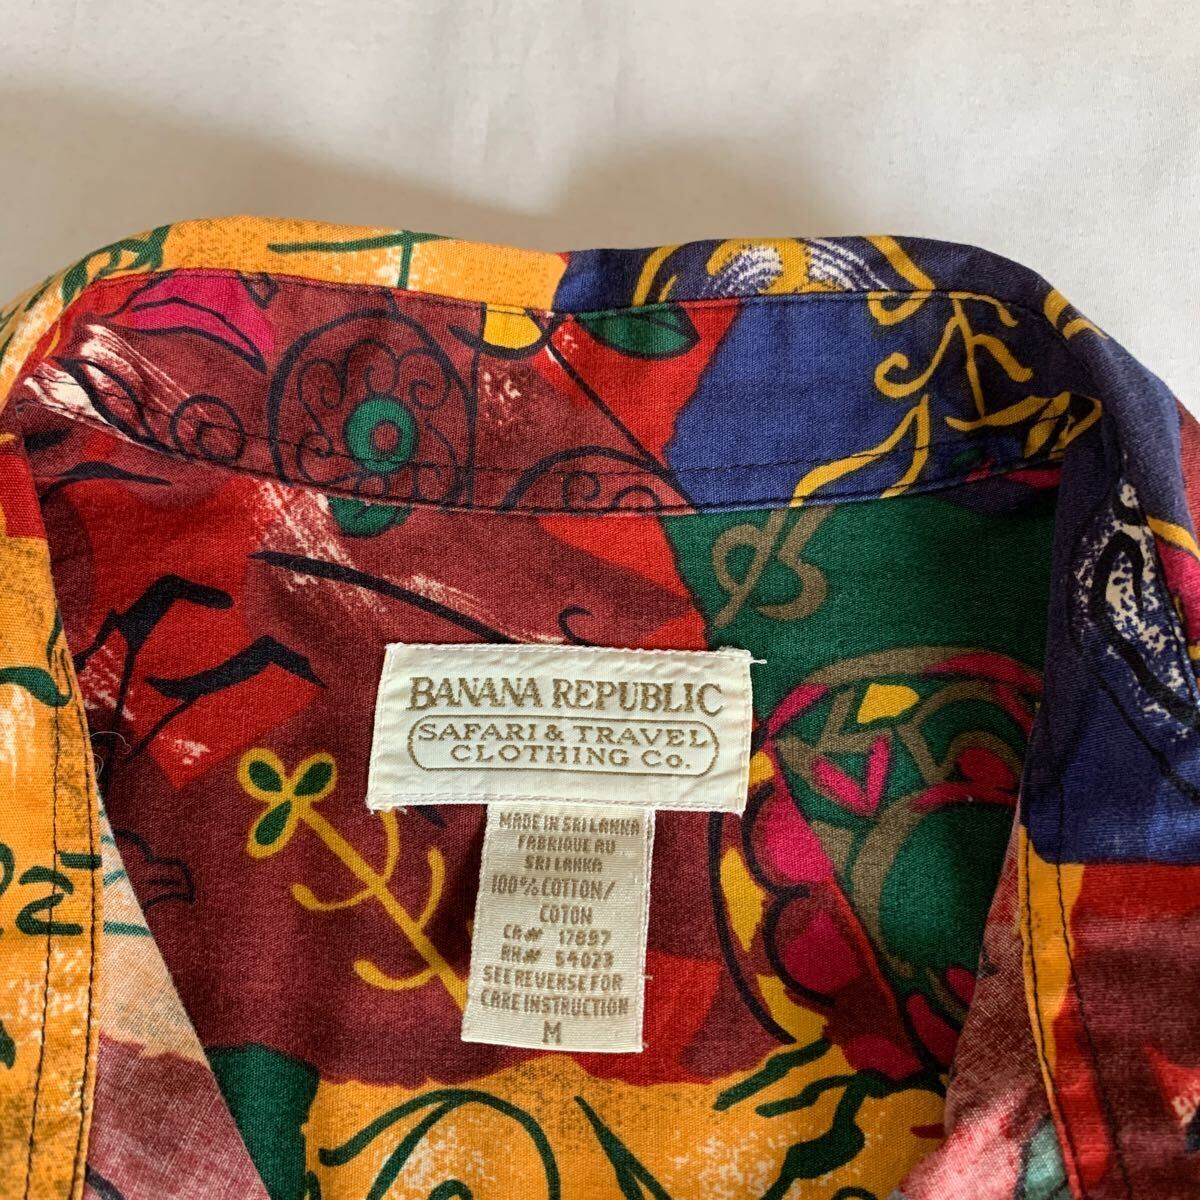 BANANA REPUBLIC
SAFARI & TRAVEL
CLOTHING Co.
MADE IN SRI LANKA
FABRIQUE AU
SRI LANKA
100% COTTON/
COTON
CA# 17897
RN# 54023
SEE REVERSE FOR
CARE INSTRUCTION
M